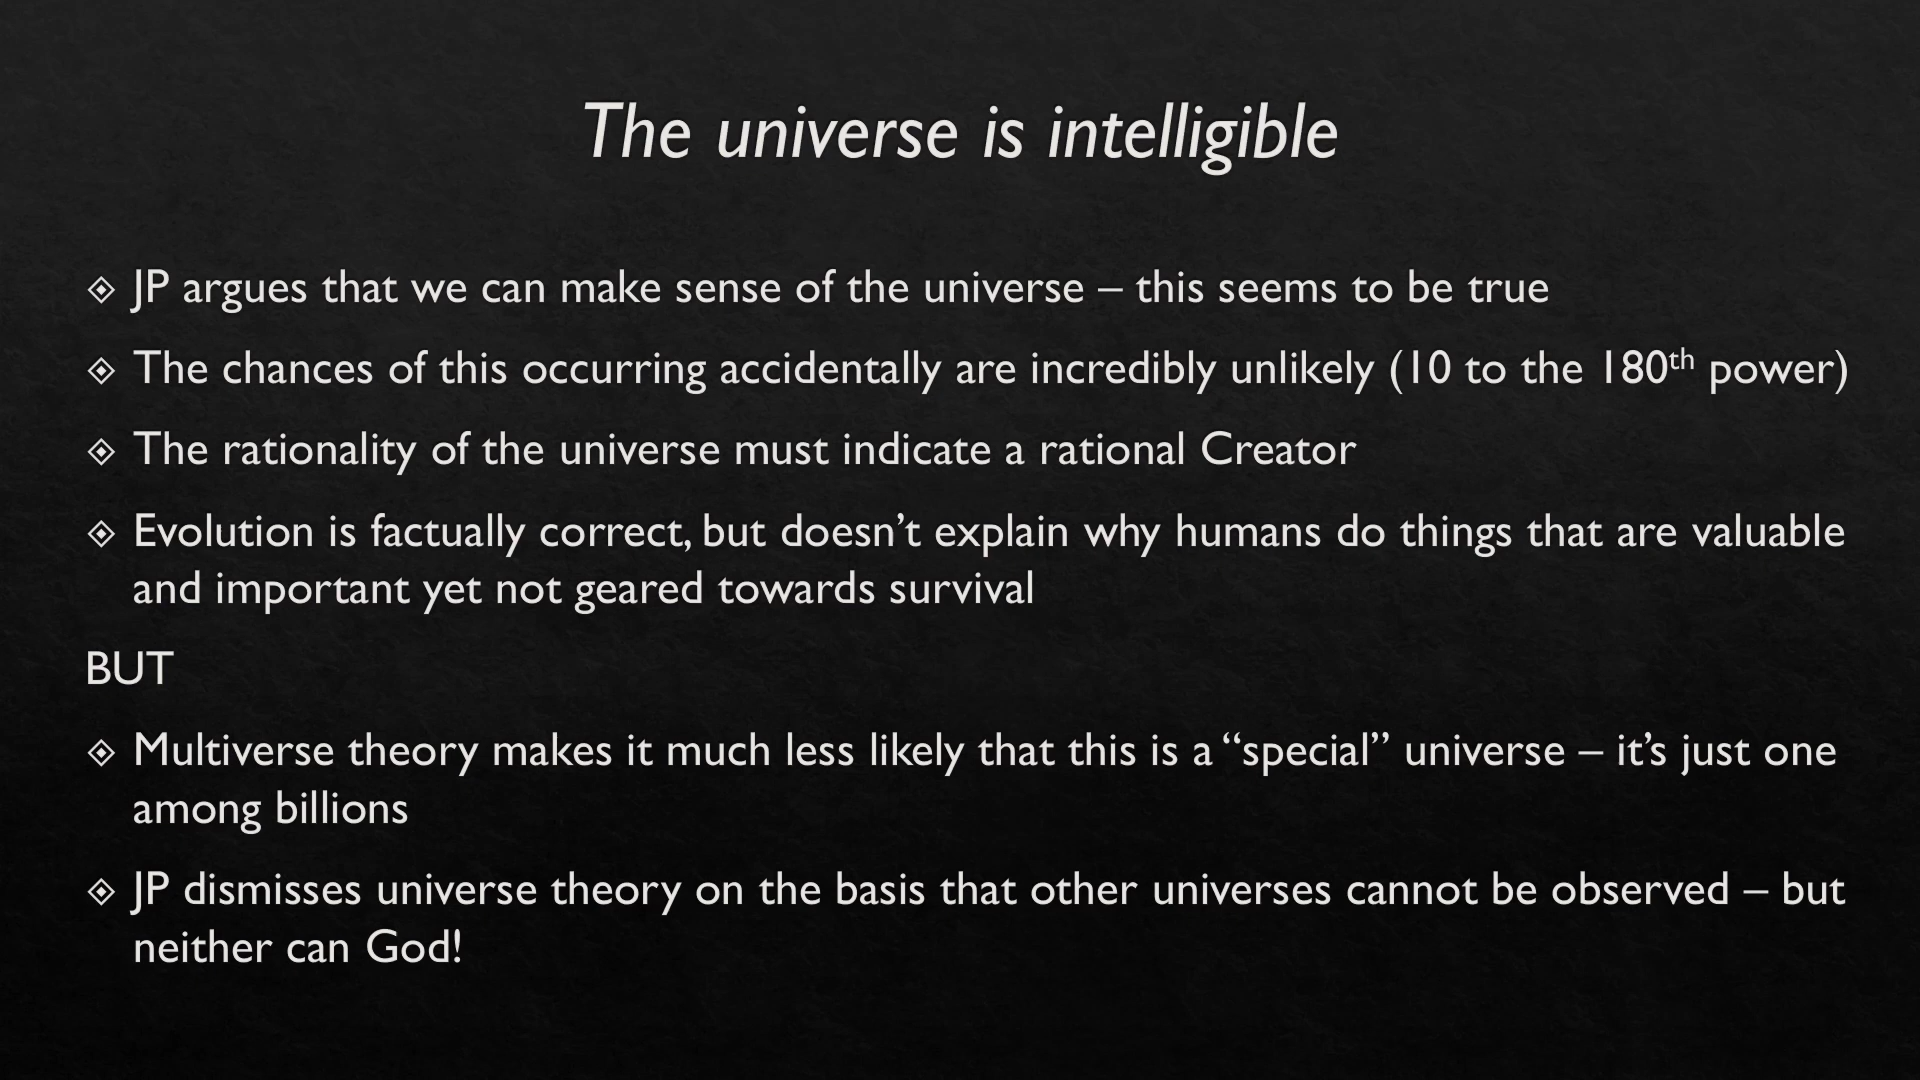 The universe is intelligible
JP argues that we can make sense of the universe – this seems to be true
The chances of this occurring accidentally are incredibly unlikely (10 to the 180th power)
The rationality of the universe must indicate a rational Creator
Evolution is factually correct, but doesn’t explain why humans do things that are valuable
and important yet not geared towards survival
BUT
Multiverse theory makes it much less likely that this is a “special” universe – it’s just one
among billions
JP dismisses universe theory on the basis that other universes cannot be observed – but
neither can God!